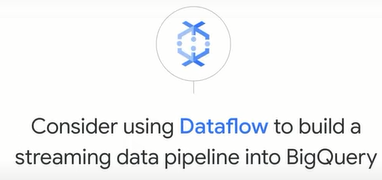 Consider using Dataflow to build a
streaming data pipeline into BigQuery